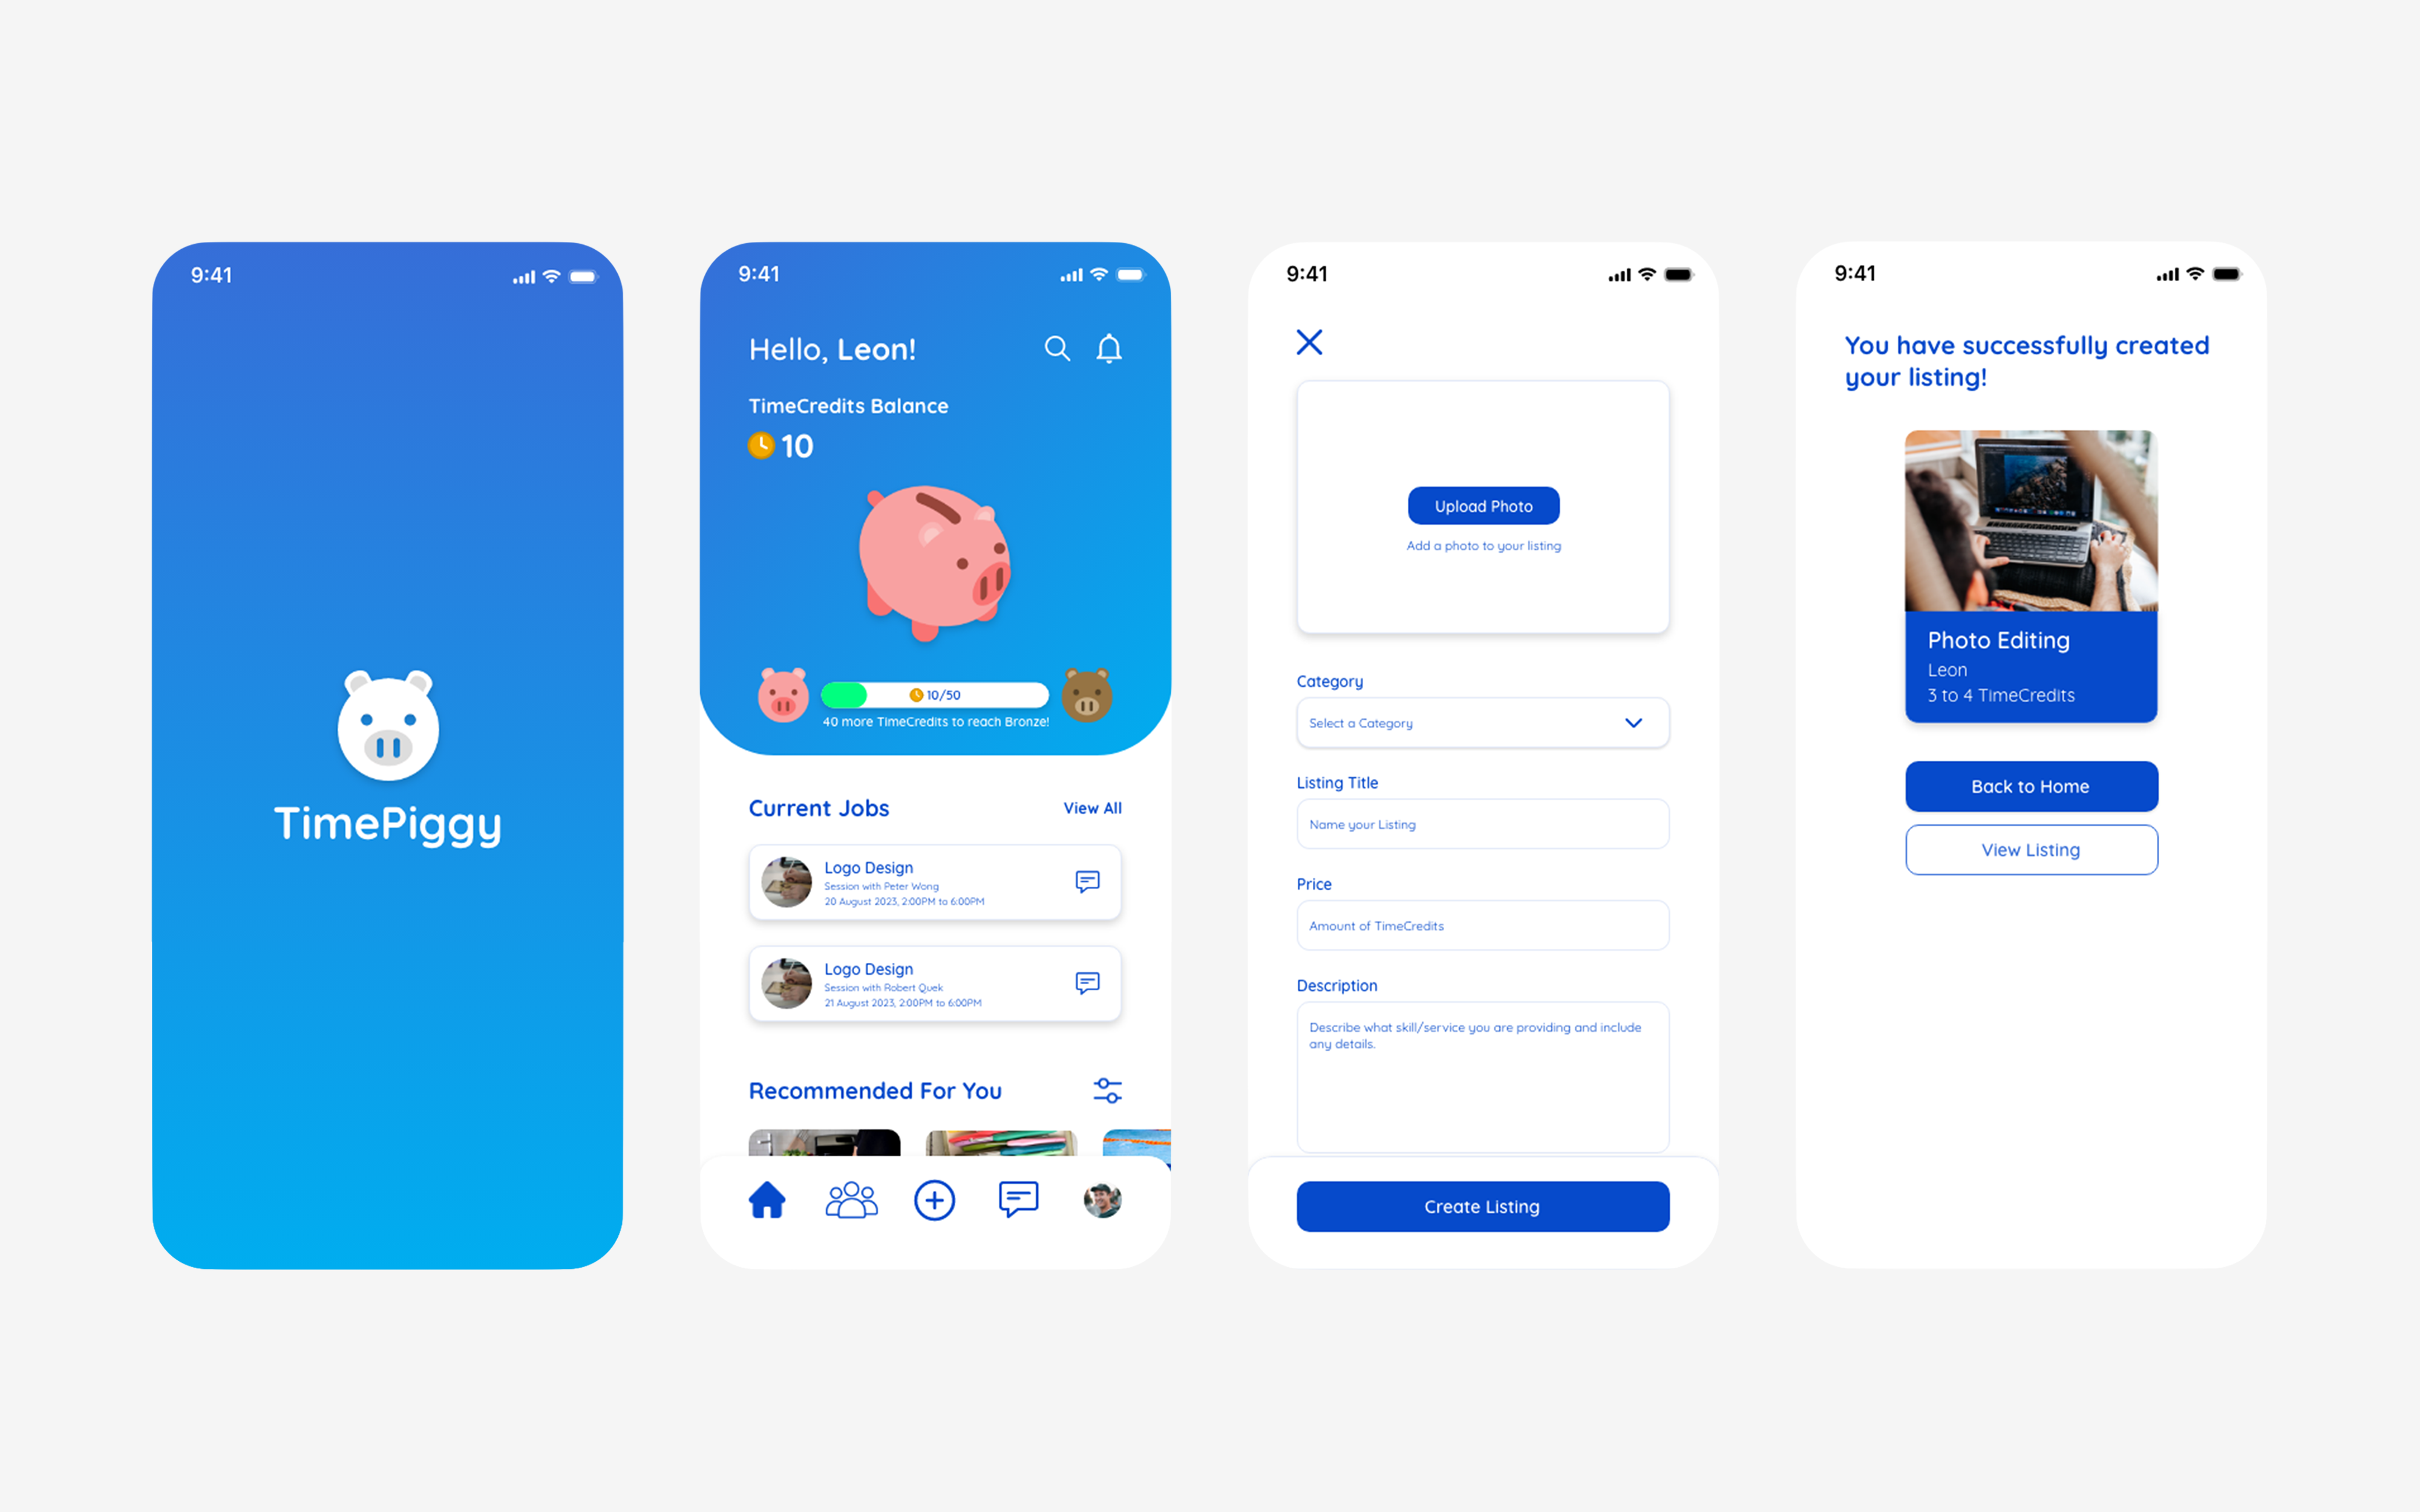 9:41
TimePiggy
9:41
Hello, Leon!
TimeCredits Balance
10
10/50
40 more TimeCredits to reach Bronze!
Current Jobs
View All
Logo Design
Session with Peter Wong
20 August 2023, 2:00PM to 6:00PM
Logo Design
Session with Robert Quek
21 August 2023, 2:00PM to 6:00PM
Recommended For You
9:41
Upload Photo
Add a photo to your listing
Category
Select a Category
Listing Title
Name your Listing
Price
Amount of TimeCredits
Description
Describe what skill/service you are providing and include
any details.
Create Listing
9:41
You have successfully created
your listing!
Photo Editing
Leon
3 to 4 TimeCredits
Back to Home
View Listing